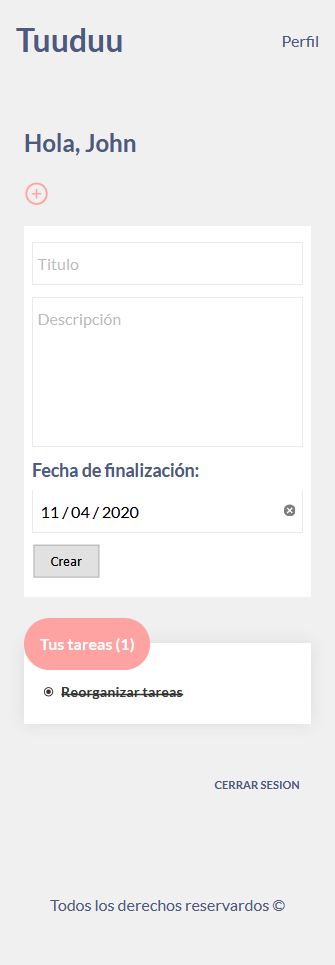 Tuuduu
Perfil
Hola, John
Titulo
Descripción
Fecha de finalización:
11 / 04 / 2020
Crear
Tus tareas (1)
Reorganizar tareas
CERRAR SESION
Todos los derechos reservardos ©